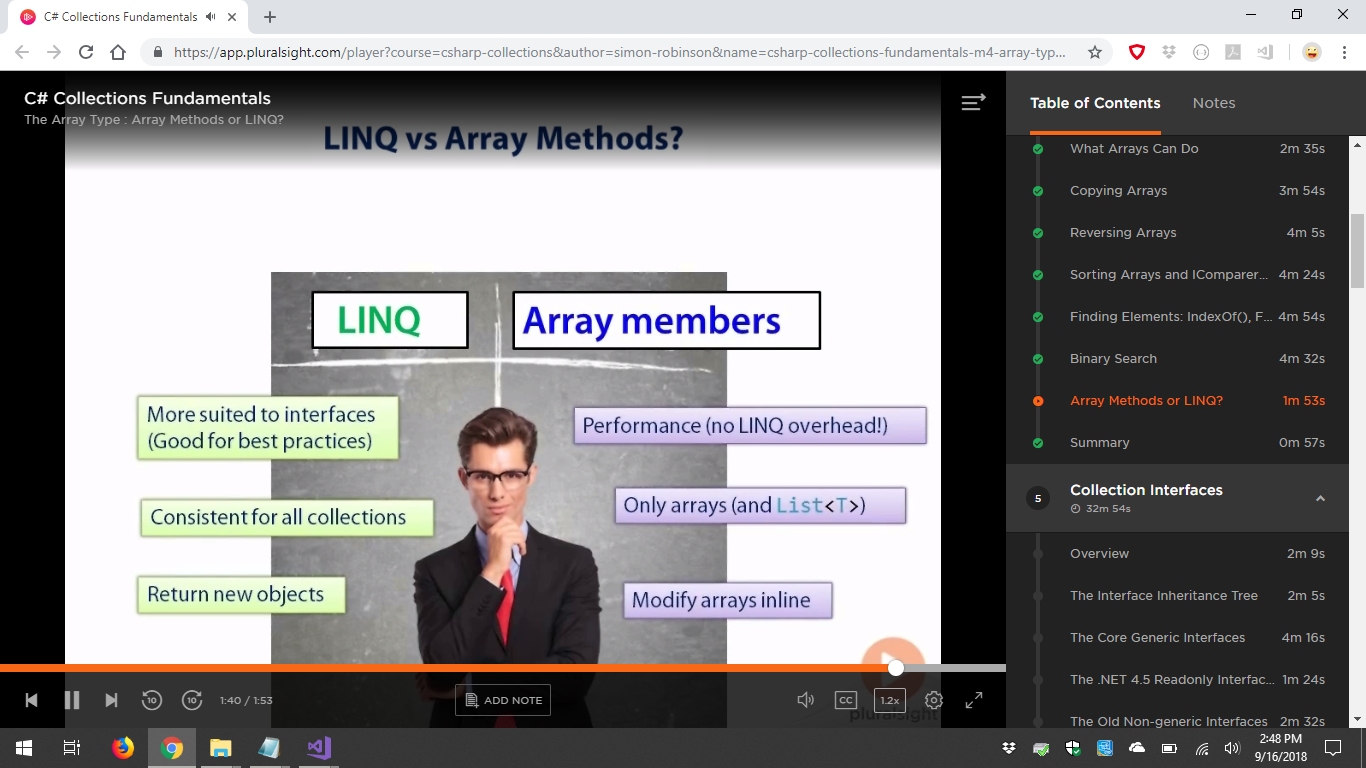 C# Collections Fundamentals
https://app.pluralsight.com/player?course=csharp-collections&author=simon-robinson&name=csharp-collections-fundamentals-m4-array-typ...
C# Collections Fundamentals
The Array Type : Array Methods or LINQ?
LINQ vs Array Methods?
LINQ
Array members
More suited to interfaces
(Good for best practices)
Performance (no LINQ overhead!)
Consistent for all collections
Only arrays (and List<T>)
Return new objects
Modify arrays inline
pluralsight
10
10
1:40 / 1:53
ADD NOTE
CC
1.2x
Table of Contents
Notes
What Arrays Can Do 2m 35s
Copying Arrays 3m 54s
Reversing Arrays 4m 5s
Sorting Arrays and IComparer... 4m 24s
Finding Elements: IndexOf(), F... 4m 54s
Binary Search 4m 32s
Array Methods or LINQ? 1m 53s
Summary 0m 57s
5 Collection Interfaces
32m 54s
Overview 2m 9s
The Interface Inheritance Tree 2m 5s
The Core Generic Interfaces 4m 16s
The .NET 4.5 Readonly Interfac... 1m 24s
The Old Non-generic Interfaces 2m 32s
2:48 PM
9/16/2018